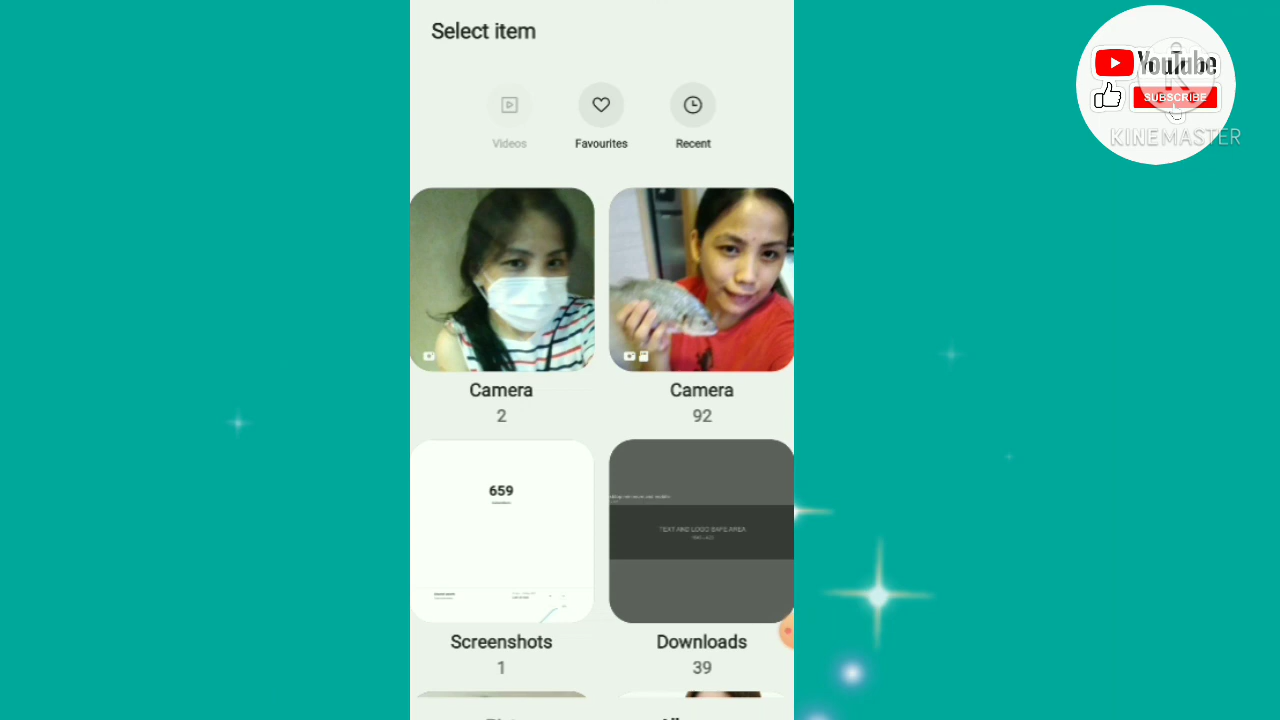 Select item
YouTube
SUBSCRIBE
KINEMASTER
Videos
Favourites
Recent
Camera
2
Camera
92
659
TEXT AND LOGO SAFE AREA
Screenshots
1
Downloads
39